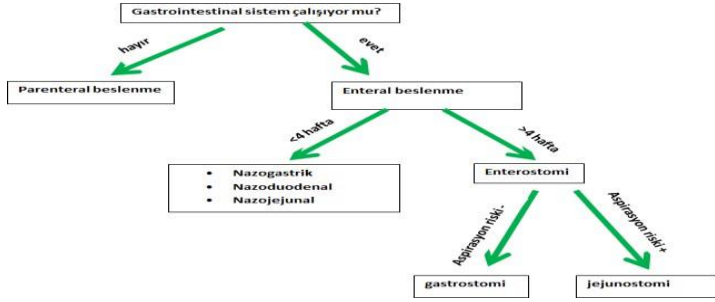 Gastrointestinal sistem çalışıyor mu?
hayır
evet
Parenteral beslenme
Enteral beslenme
<4 hafta
>4 hafta
• Nazogastrik
• Nazoduodenal
• Nazojejunal
Enterostomi
Aspirasyon riski -
Aspirasyon riski +
gastrostomi
jejunostomi